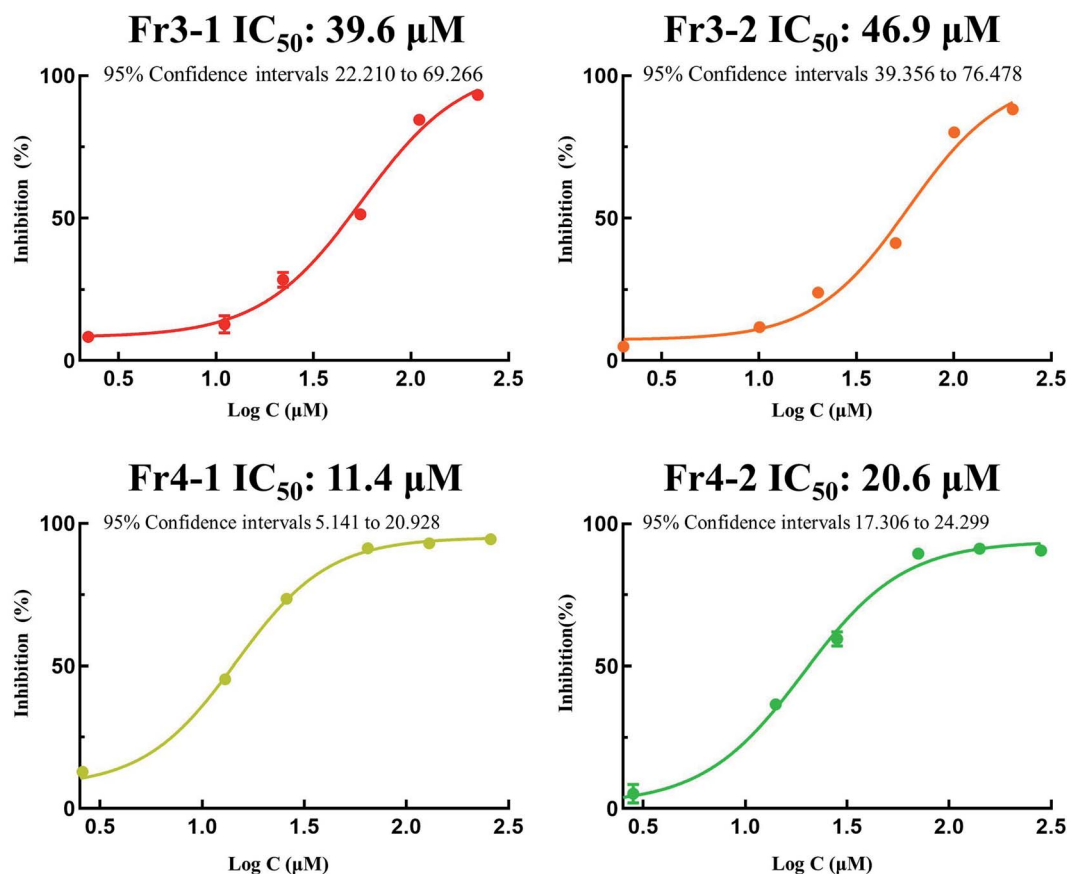 Fr3-1 IC50: 39.6 μM
95% Confidence intervals 22.210 to 69.266
100
50
0
Inhibition (%)
0.5 1.0 1.5 2.0 2.5
Log C (μM)
Fr3-2 IC50: 46.9 μM
95% Confidence intervals 39.356 to 76.478
100
50
0
Inhibition (%)
0.5 1.0 1.5 2.0 2.5
Log C (μM)
Fr4-1 IC50: 11.4 μM
95% Confidence intervals 5.141 to 20.928
100
50
0
Inhibition (%)
0.5 1.0 1.5 2.0 2.5
Log C (μM)
Fr4-2 IC50: 20.6 μM
95% Confidence intervals 17.306 to 24.299
100
50
0
Inhibition(%)
0.5 1.0 1.5 2.0 2.5
Log C (μM)